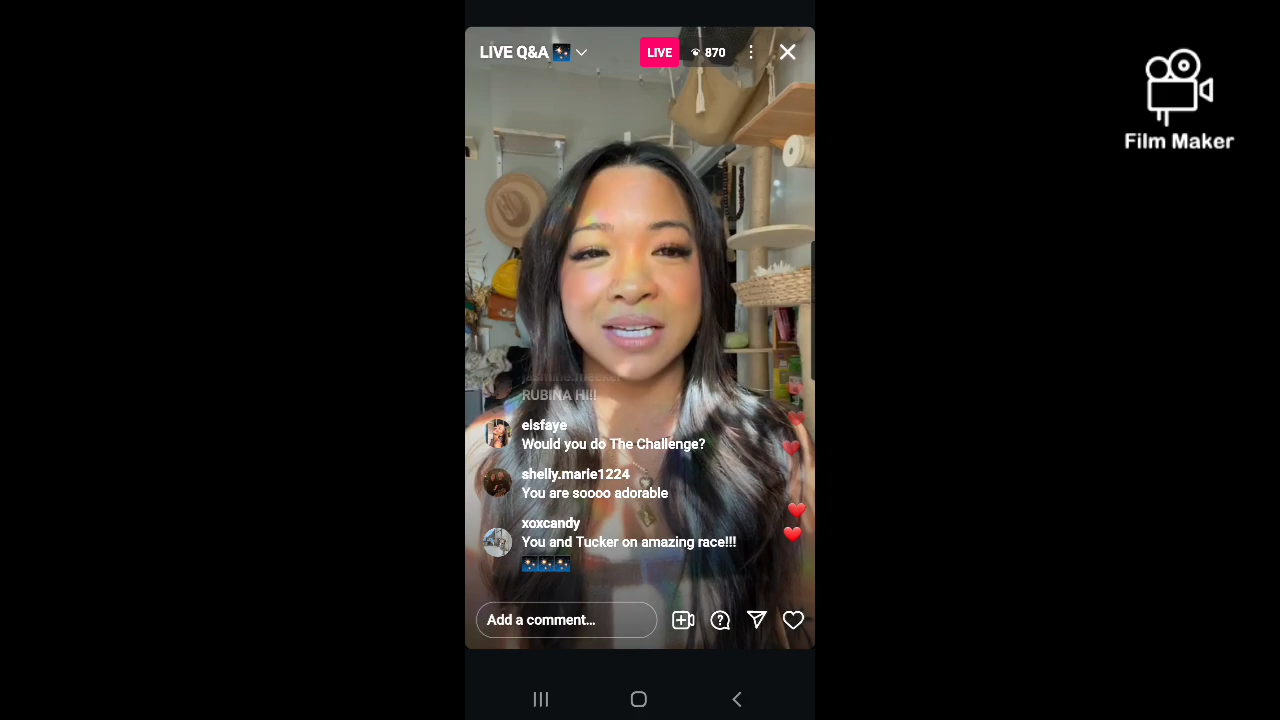 LIVE Q&A
LIVE
870
Film Maker
RUBINA HI!!
elsfaye
Would you do The Challenge?
shelly.marie1224
You are soooo adorable
xoxcandy
You and Tucker on amazing race!!!
Add a comment...